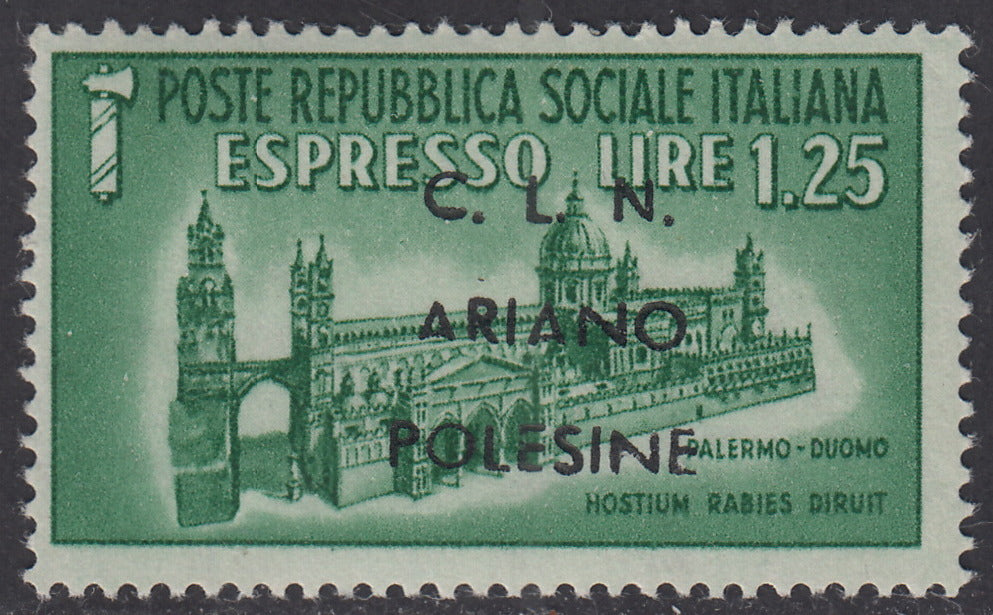 POSTE REPUBBLICA SOCIALE ITALIANA
ESPRESSO LIRE 1.25
C. L. N.
ARIANO
POLESINE
PALERMO-DUOMO
HOSTIUM RABIES DIRUIT